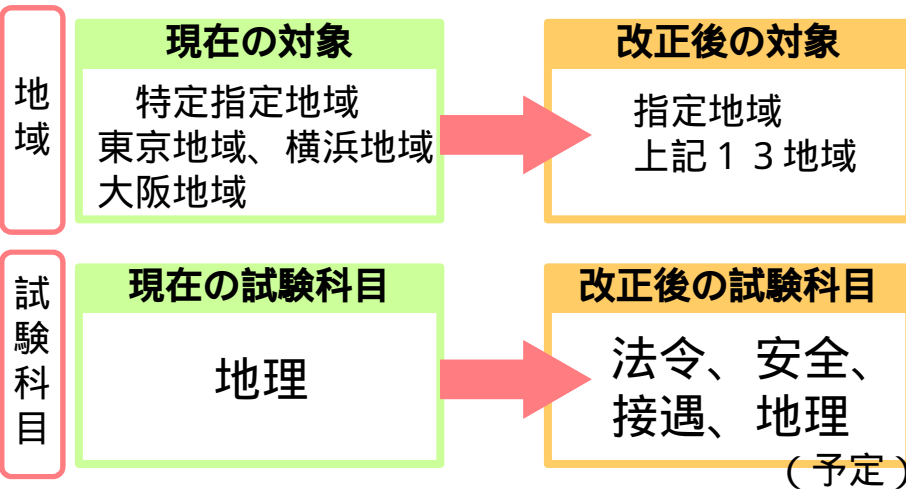 地域
現在の対象
特定指定地域
東京地域、横浜地域
大阪地域
改正後の対象
指定地域
上記１３地域
試験科目
現在の試験科目
地理
改正後の試験科目
法令、安全、
接遇、地理
（予定）